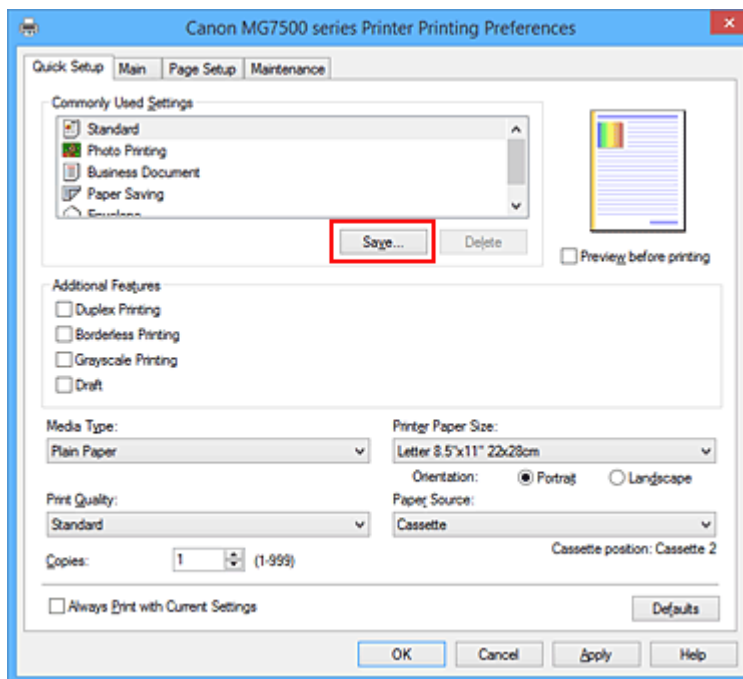 Canon MG7500 series Printer Printing Preferences
Quick Setup Main Page Setup Maintenance
Commonly Used Settings
Standard
Photo Printing
Business Document
Paper Saving
Envelope
Save... Delete
Preview before printing
Additional Features
Duplex Printing
Borderless Printing
Grayscale Printing
Draft
Media Type: Printer Paper Size:
Plain Paper Letter 8.5"x11" 22x28cm
Orientation: Portrait Landscape
Print Quality: Paper Source:
Standard Cassette
Cassette position: Cassette 2
Copies: 1 (1-999)
Always Print with Current Settings Defaults
OK Cancel Apply Help